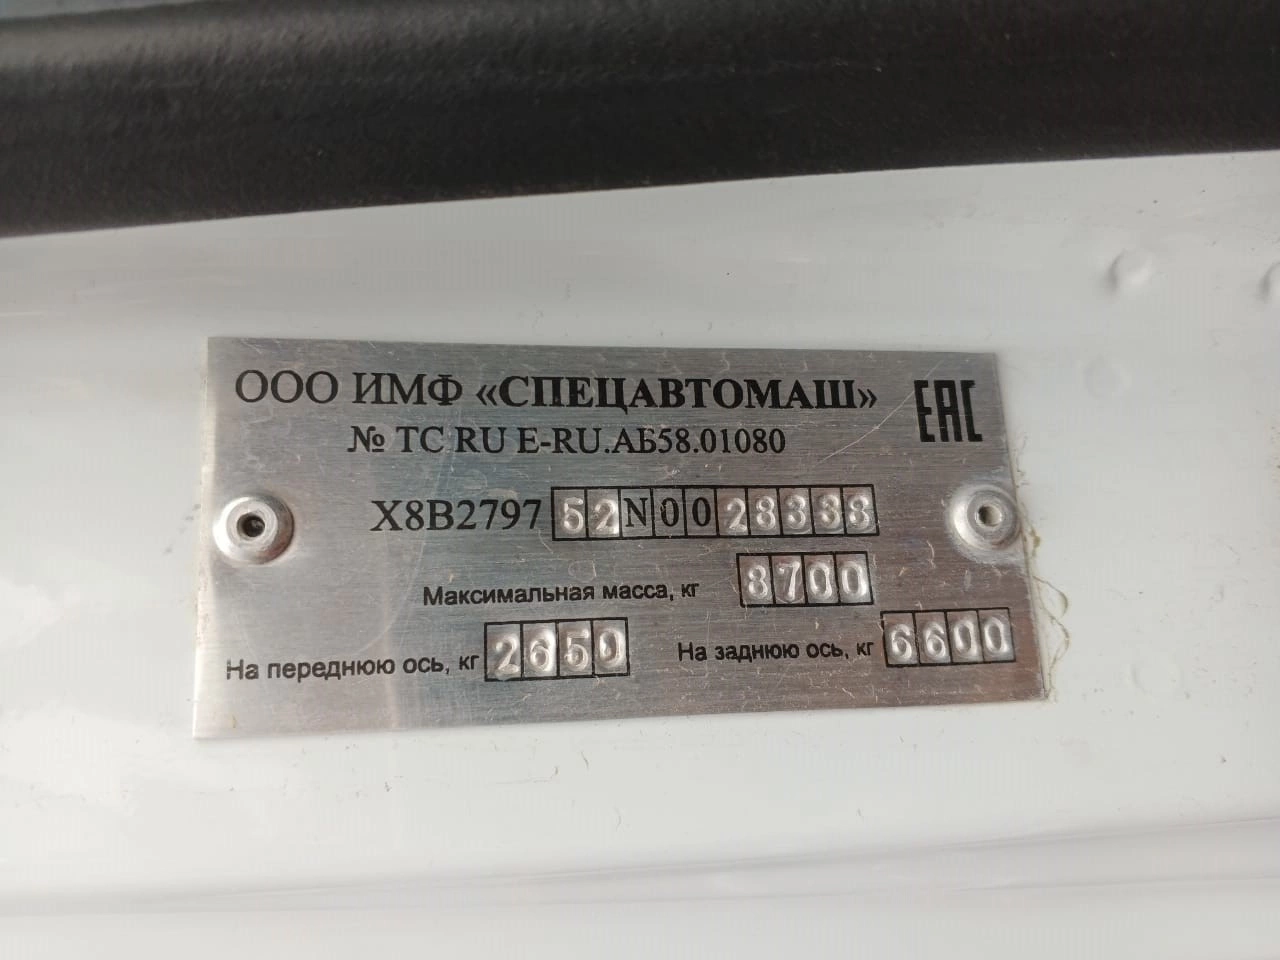 ООО ИМФ «СПЕЦАВТОМАШ» ЕАС
№ ТС RU E-RU.АБ58.01080
X8B279752N0028338
Максимальная масса, кг 8700
На переднюю ось, кг 2650 На заднюю ось, кг 6600